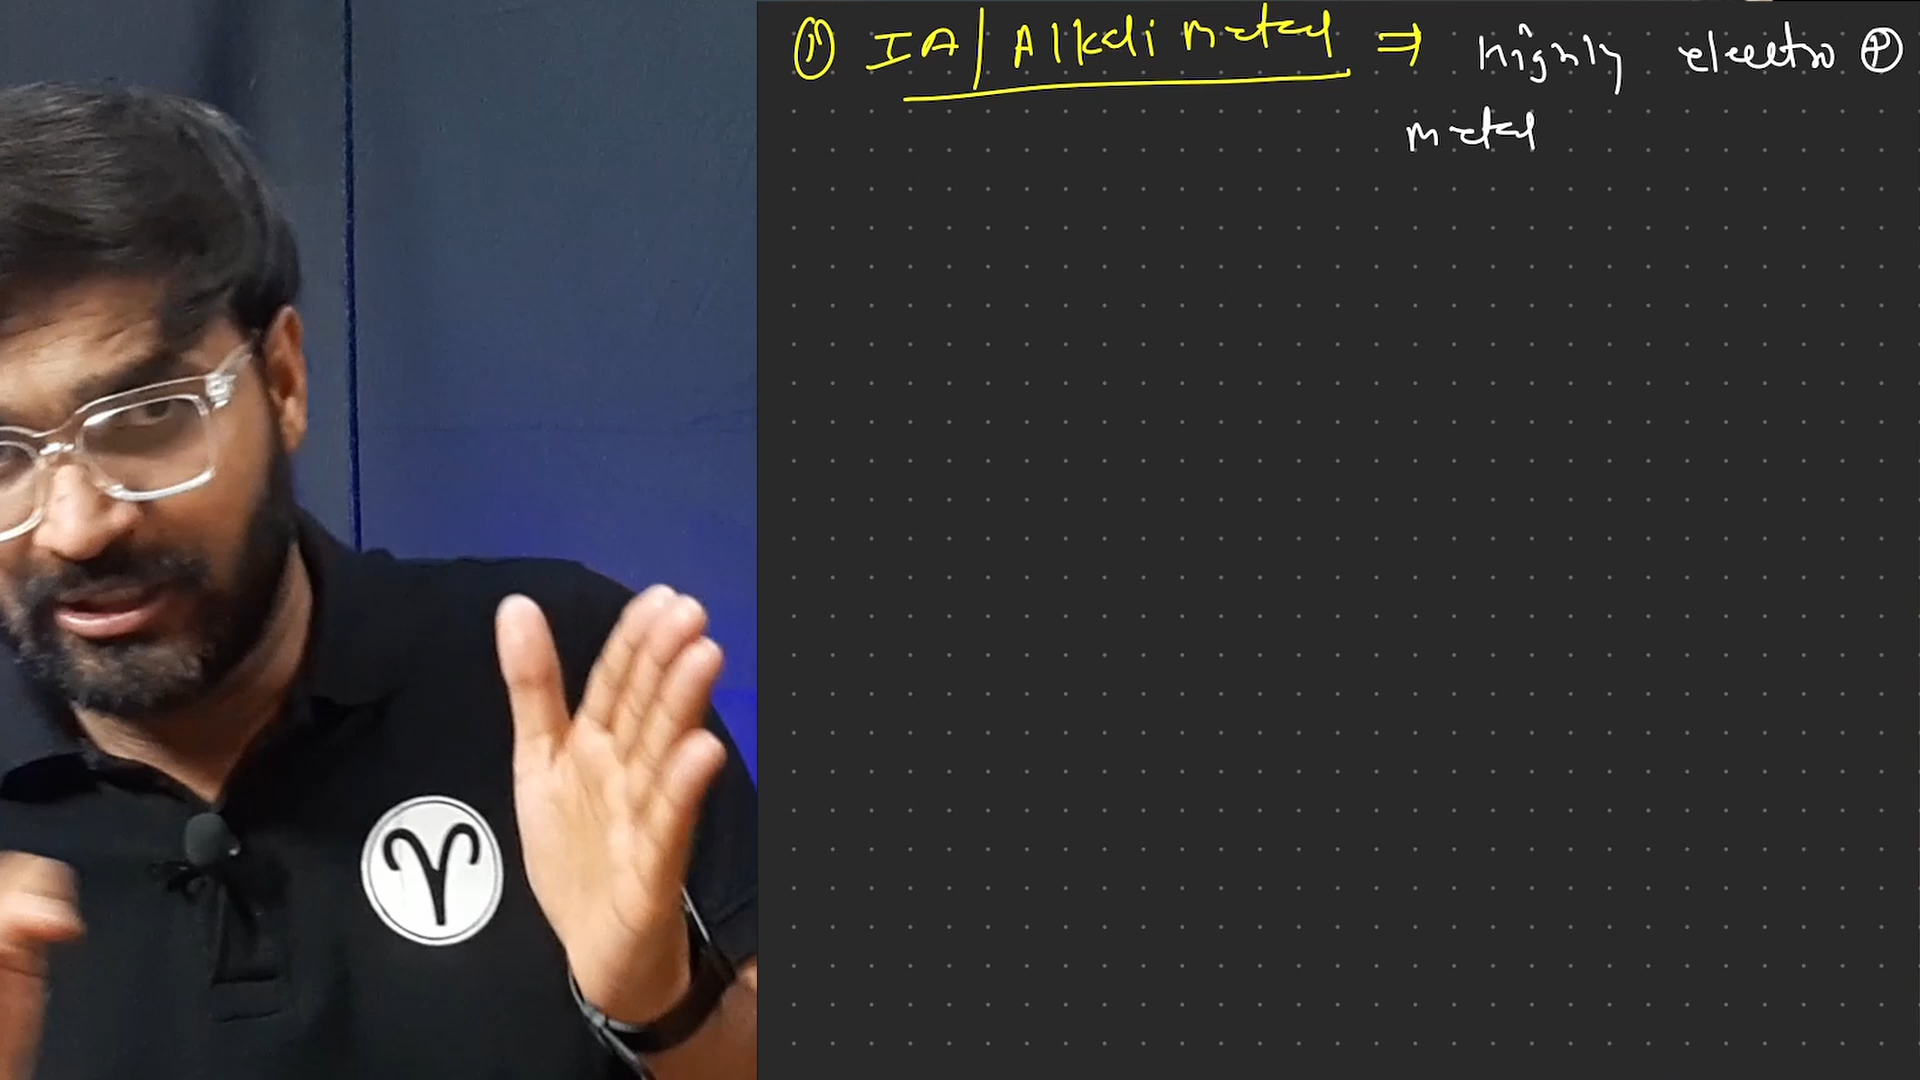 ① IA / Alkali metal ⇒ highly electro ⊕
metal